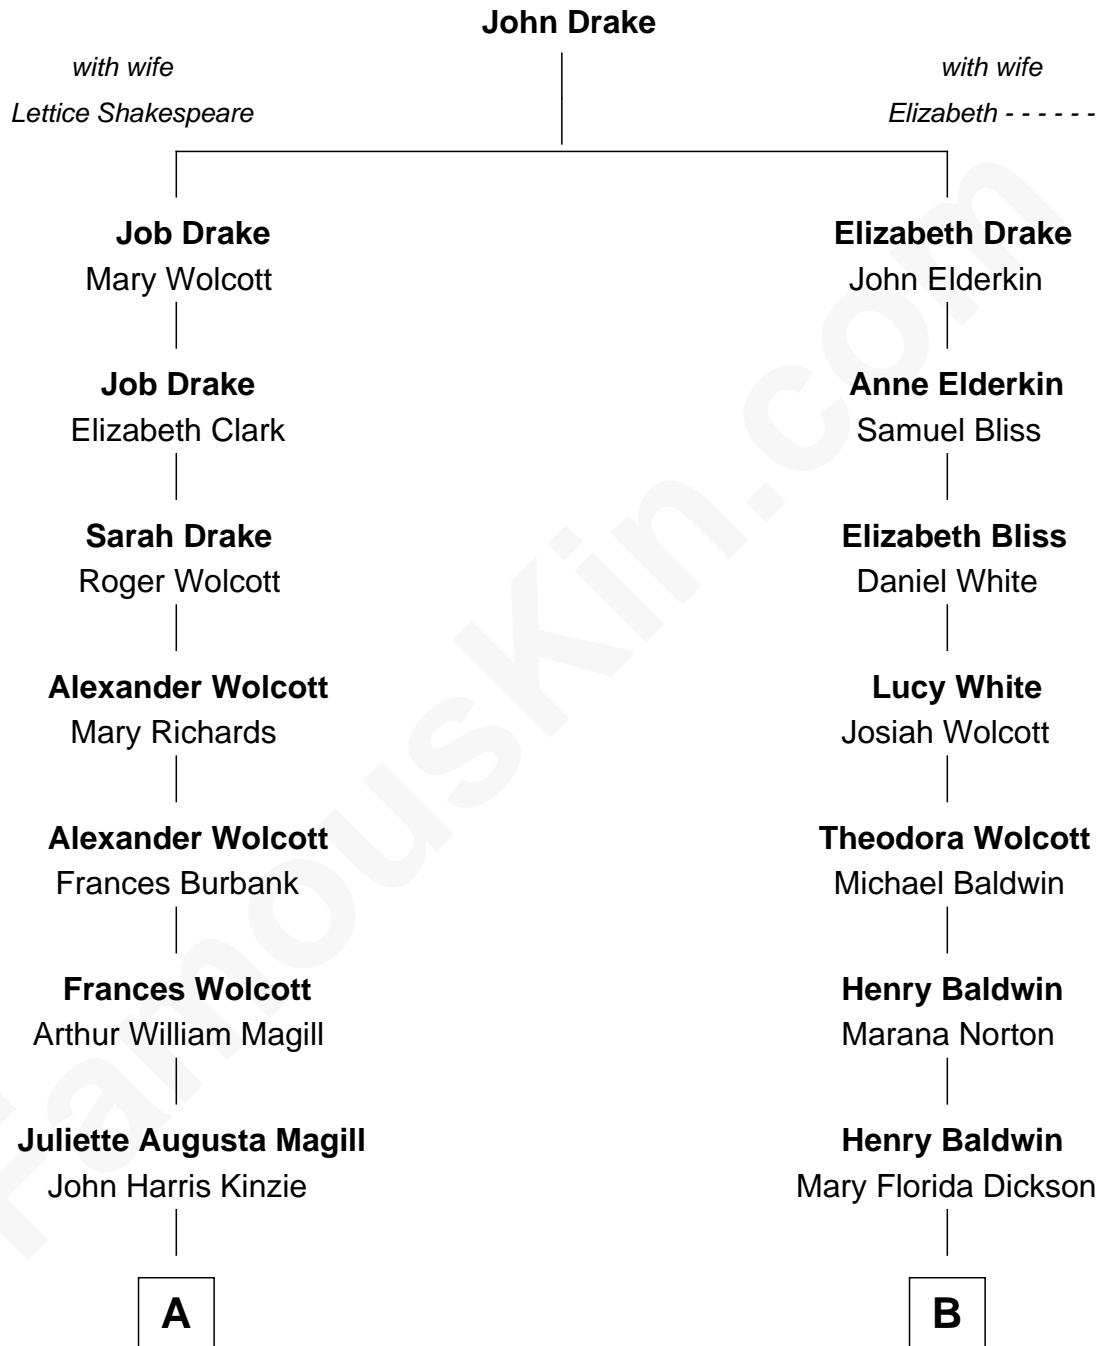 John Drake
with wife
Lettice Shakespeare
with wife
Elizabeth - - - - - -
Job Drake
Mary Wolcott
Elizabeth Drake
John Elderkin
Job Drake
Elizabeth Clark
Anne Elderkin
Samuel Bliss
Sarah Drake
Roger Wolcott
Elizabeth Bliss
Daniel White
Alexander Wolcott
Mary Richards
Lucy White
Josiah Wolcott
Alexander Wolcott
Frances Burbank
Theodora Wolcott
Michael Baldwin
Frances Wolcott
Arthur William Magill
Henry Baldwin
Marana Norton
Juliette Augusta Magill
John Harris Kinzie
Henry Baldwin
Mary Florida Dickson
A
B
FamousKin.com